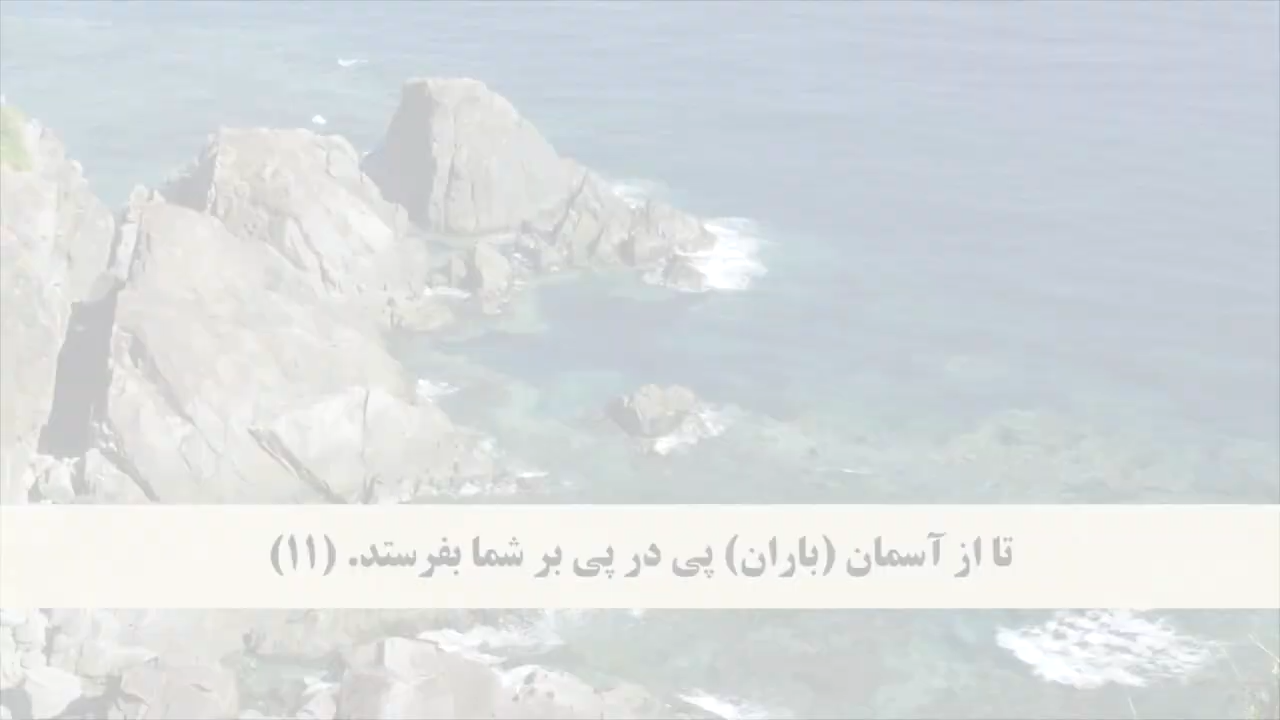 تا از آسمان (باران) پی در پی بر شما بفرستد. (۱۱)